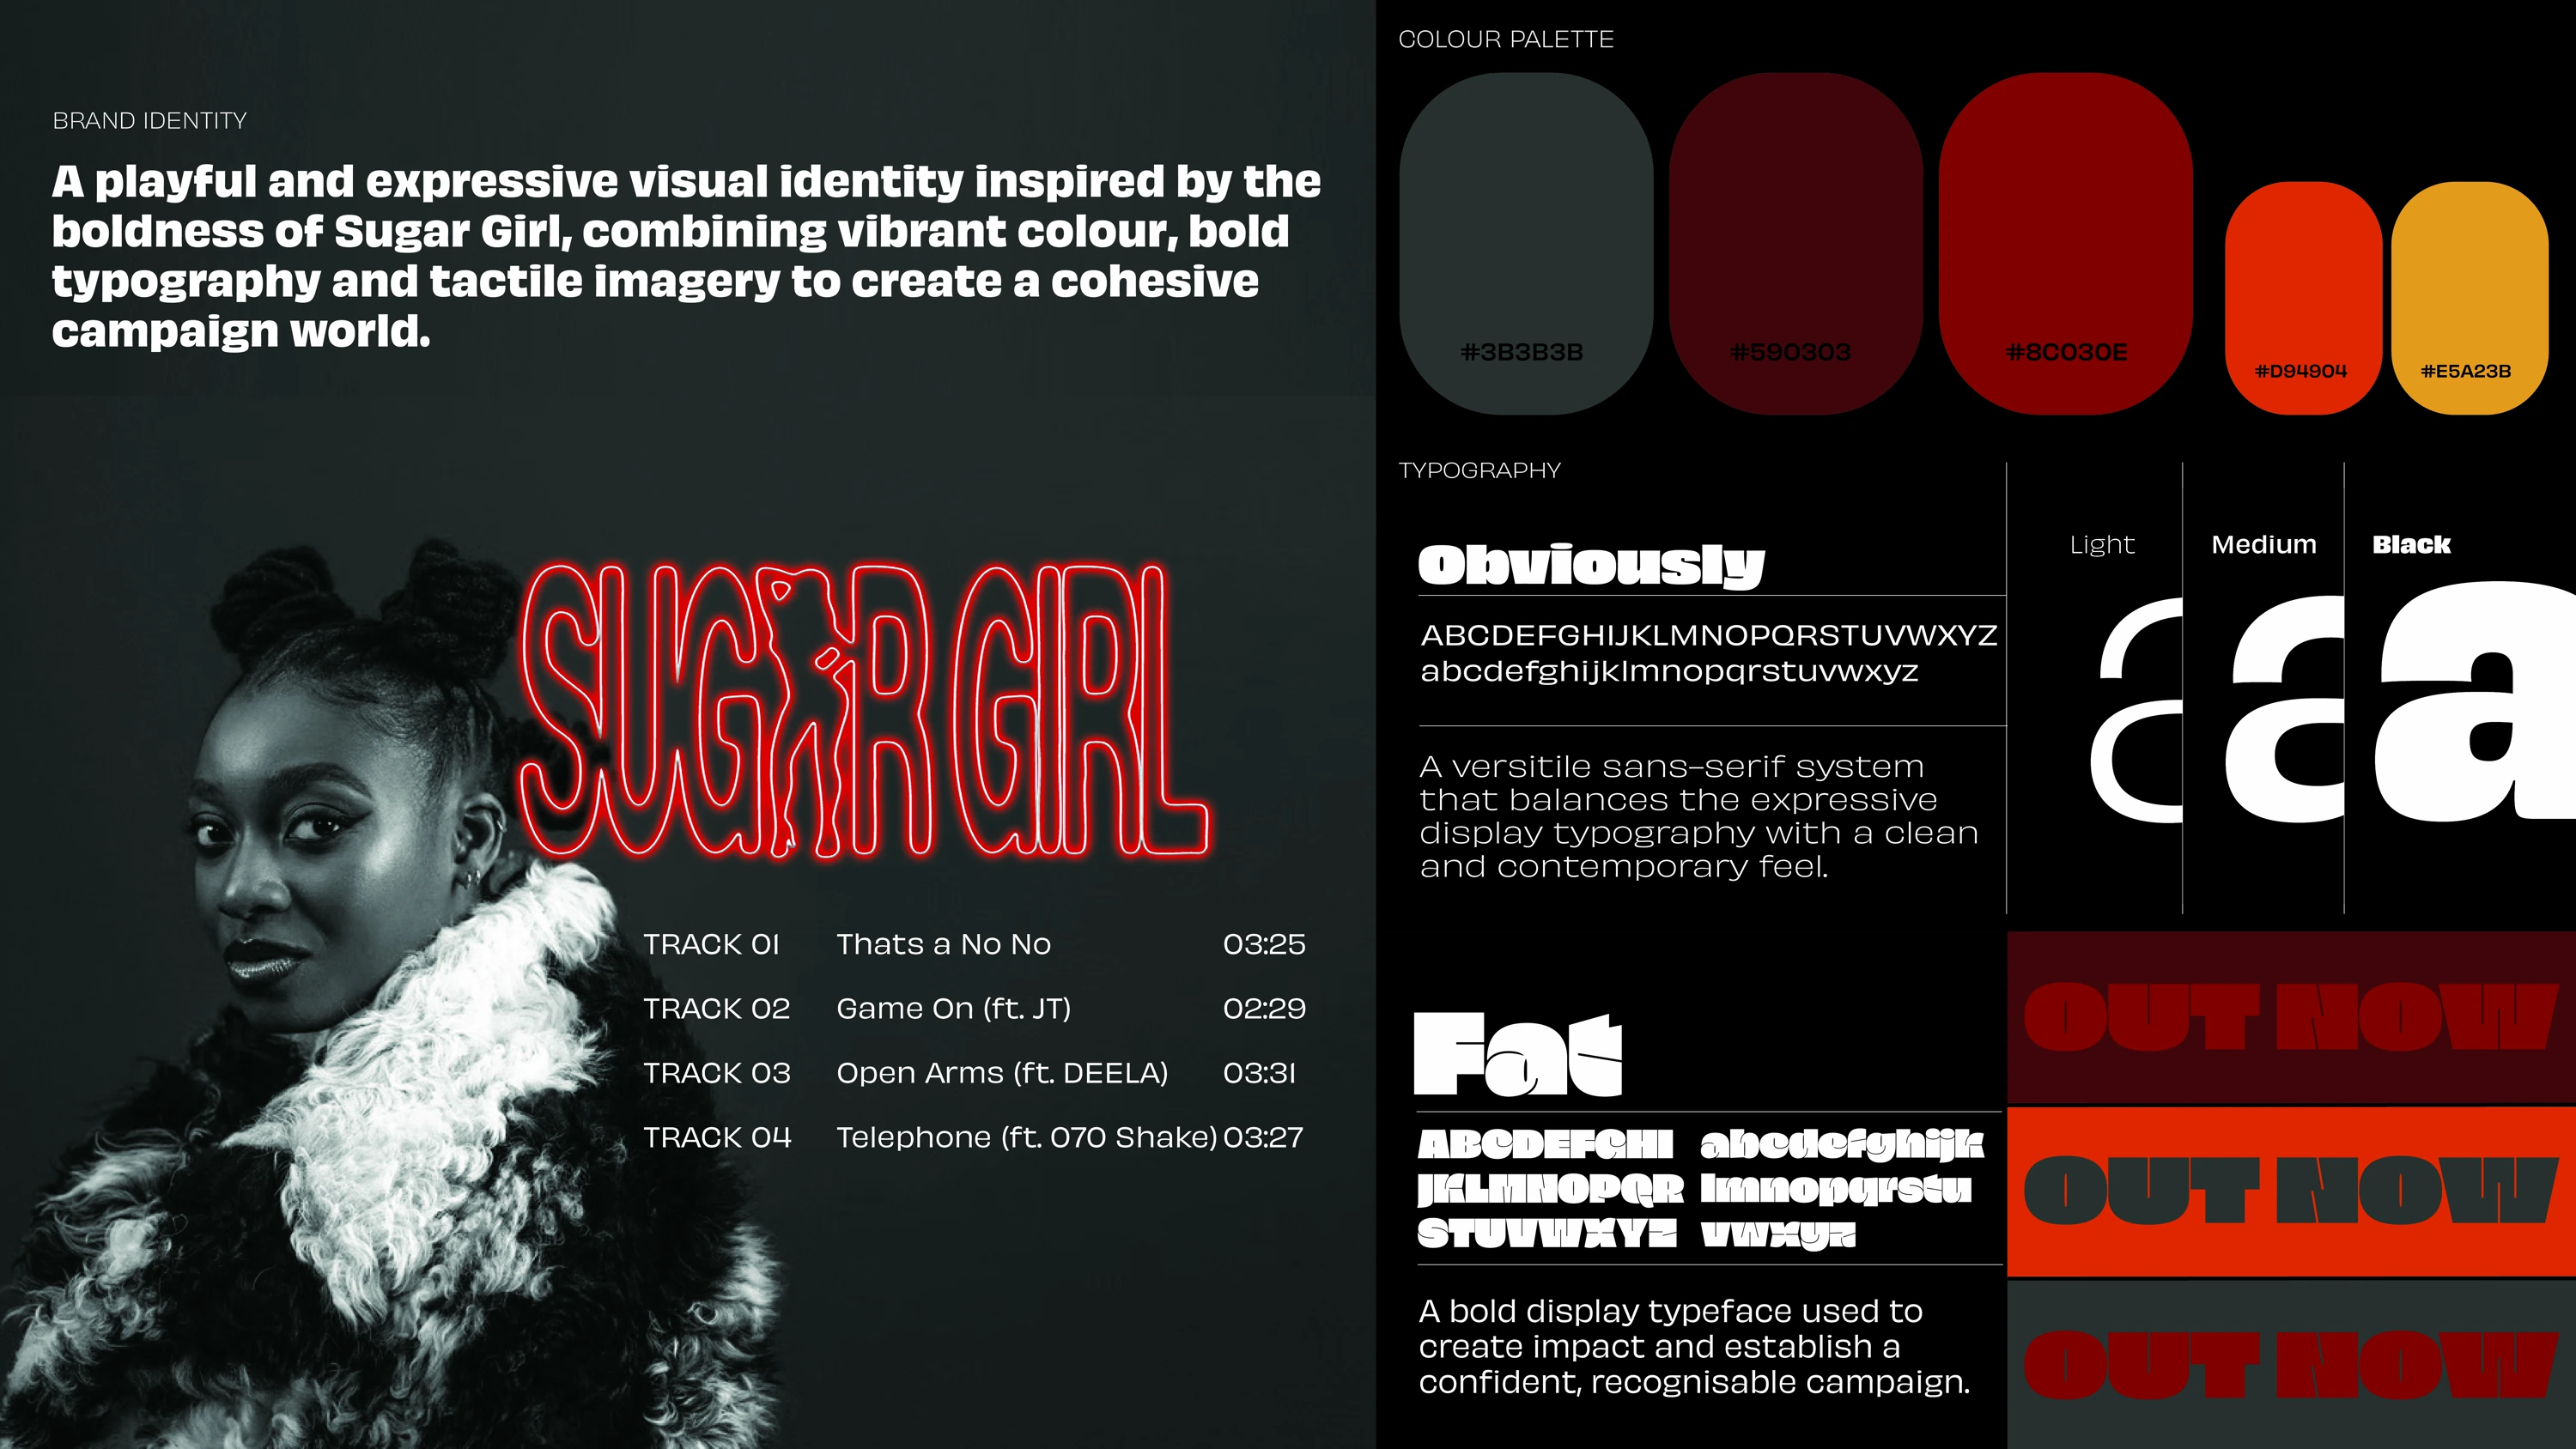 BRAND IDENTITY
A playful and expressive visual identity inspired by the
boldness of Sugar Girl, combining vibrant colour, bold
typography and tactile imagery to create a cohesive
campaign world.
SUGAR GIRL
TRACK 01 Thats a No No 03:25
TRACK 02 Game On (ft. JT) 02:29
TRACK 03 Open Arms (ft. DEELA) 03:31
TRACK 04 Telephone (ft. 070 Shake) 03:27
COLOUR PALETTE
#3B3B3B
#590303
#8C030E
#D94904
#E5A23B
TYPOGRAPHY
Obviously
ABCDEFGHIJKLMNOPQRSTUVWXYZ
abcdefghijklmnopqrstuvwxyz
A versitile sans-serif system
that balances the expressive
display typography with a clean
and contemporary feel.
Light
a
Medium
a
Black
a
Fat
ABCDEFGHI
JKLMNOPQR
STUVWXYZ
abcdefghijk
lmnopqrstu
vwxyz
A bold display typeface used to
create impact and establish a
confident, recognisable campaign.
OUT NOW
OUT NOW
OUT NOW